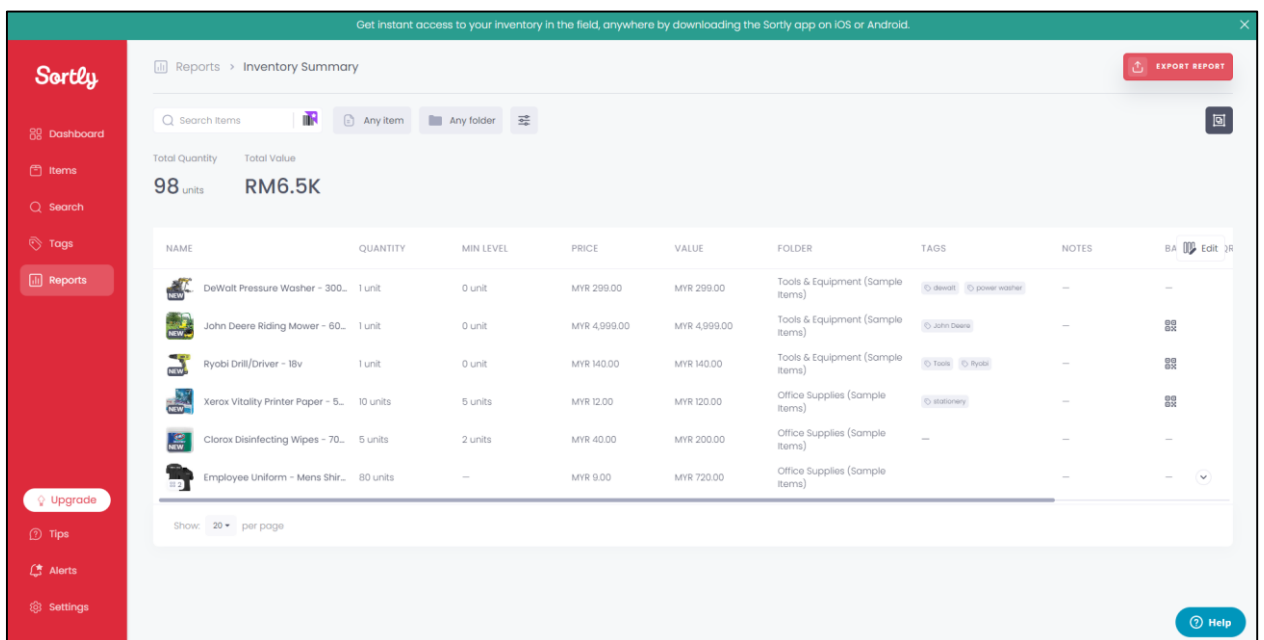 Get instant access to your inventory in the field, anywhere by downloading the Sortly app on iOS or Android.
Sortly
Dashboard
Items
Search
Tags
Reports
Upgrade
Tips
Alerts
Settings
Reports > Inventory Summary
EXPORT REPORT
Search Items
Any item
Any folder
Total Quantity Total Value
98 units RM6.5K
NAME QUANTITY MIN LEVEL PRICE VALUE FOLDER TAGS NOTES BA Edit QR
NEW DeWalt Pressure Washer - 300... 1 unit 0 unit MYR 299.00 MYR 299.00 Tools & Equipment (Sample dewalt power washer — —
Items)
NEW John Deere Riding Mower - 60... 1 unit 0 unit MYR 4,999.00 MYR 4,999.00 Tools & Equipment (Sample John Deere —
Items)
NEW Ryobi Drill/Driver - 18v 1 unit 0 unit MYR 140.00 MYR 140.00 Tools & Equipment (Sample Tools Ryobi —
Items)
NEW Xerox Vitality Printer Paper - 5... 10 units 5 units MYR 12.00 MYR 120.00 Office Supplies (Sample stationery —
Items)
NEW Clorox Disinfecting Wipes - 70... 5 units 2 units MYR 40.00 MYR 200.00 Office Supplies (Sample — — —
Items)
2 Employee Uniform - Mens Shir... 80 units — MYR 9.00 MYR 720.00 Office Supplies (Sample — —
Items)
Show: 20 per page
Help